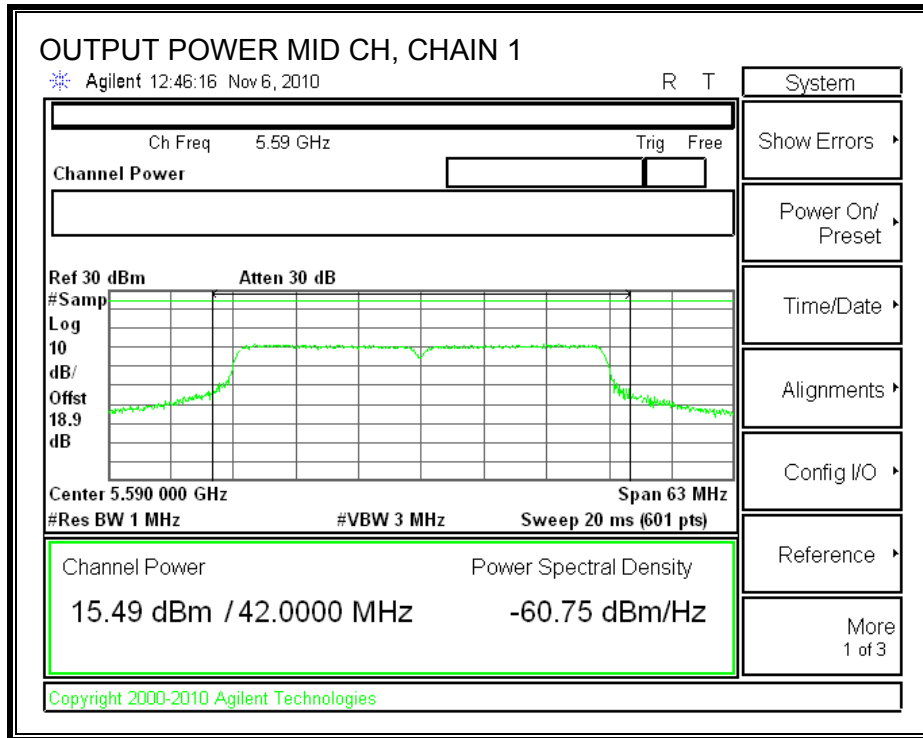 OUTPUT POWER MID CH, CHAIN 1
Agilent 12:46:16 Nov 6, 2010 R T
System
Ch Freq 5.59 GHz Trig Free
Channel Power
Show Errors
Power On/
Preset
Ref 30 dBm Atten 30 dB
#Samp
Log
10
dB/
Offst
18.9
dB
Time/Date
Alignments
Config I/O
Center 5.590 000 GHz Span 63 MHz
#Res BW 1 MHz #VBW 3 MHz Sweep 20 ms (601 pts)
Channel Power Power Spectral Density
15.49 dBm / 42.0000 MHz -60.75 dBm/Hz
Reference
More
1 of 3
Copyright 2000-2010 Agilent Technologies